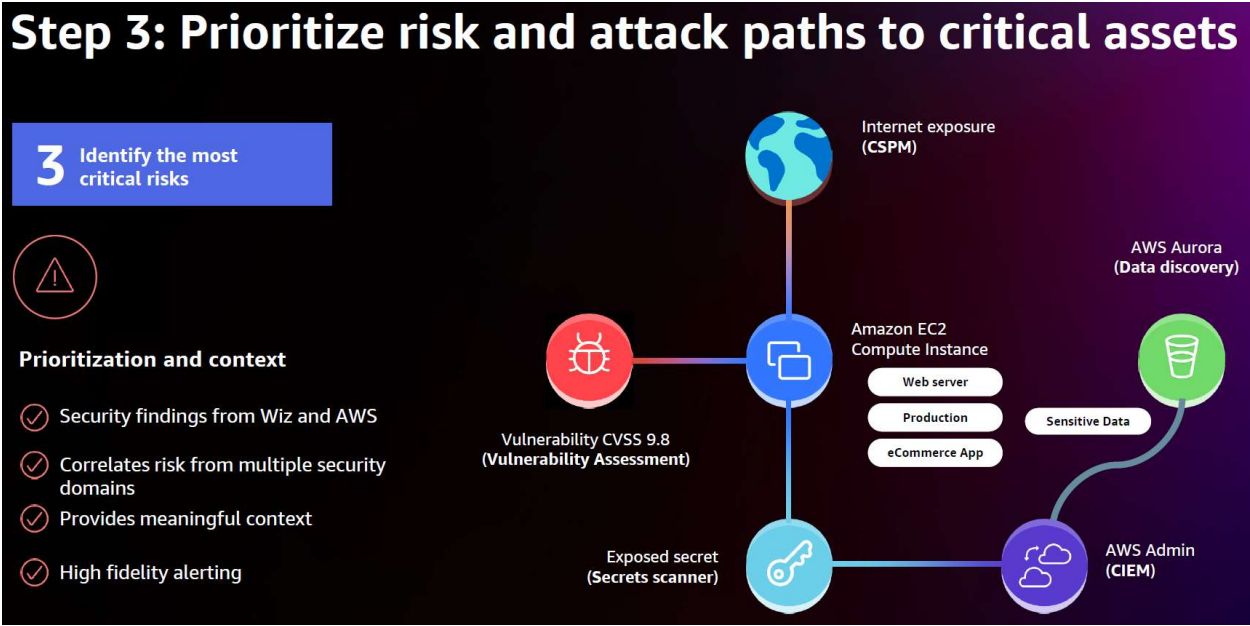 Step 3: Prioritize risk and attack paths to critical assets
3
Identify the most
critical risks
Prioritization and context
Security findings from Wiz and AWS
Correlates risk from multiple security
domains
Provides meaningful context
High fidelity alerting
Internet exposure
(CSPM)
AWS Aurora
(Data discovery)
Amazon EC2
Compute Instance
Web server
Production
eCommerce App
Sensitive Data
Vulnerability CVSS 9.8
(Vulnerability Assessment)
Exposed secret
(Secrets scanner)
AWS Admin
(CIEM)